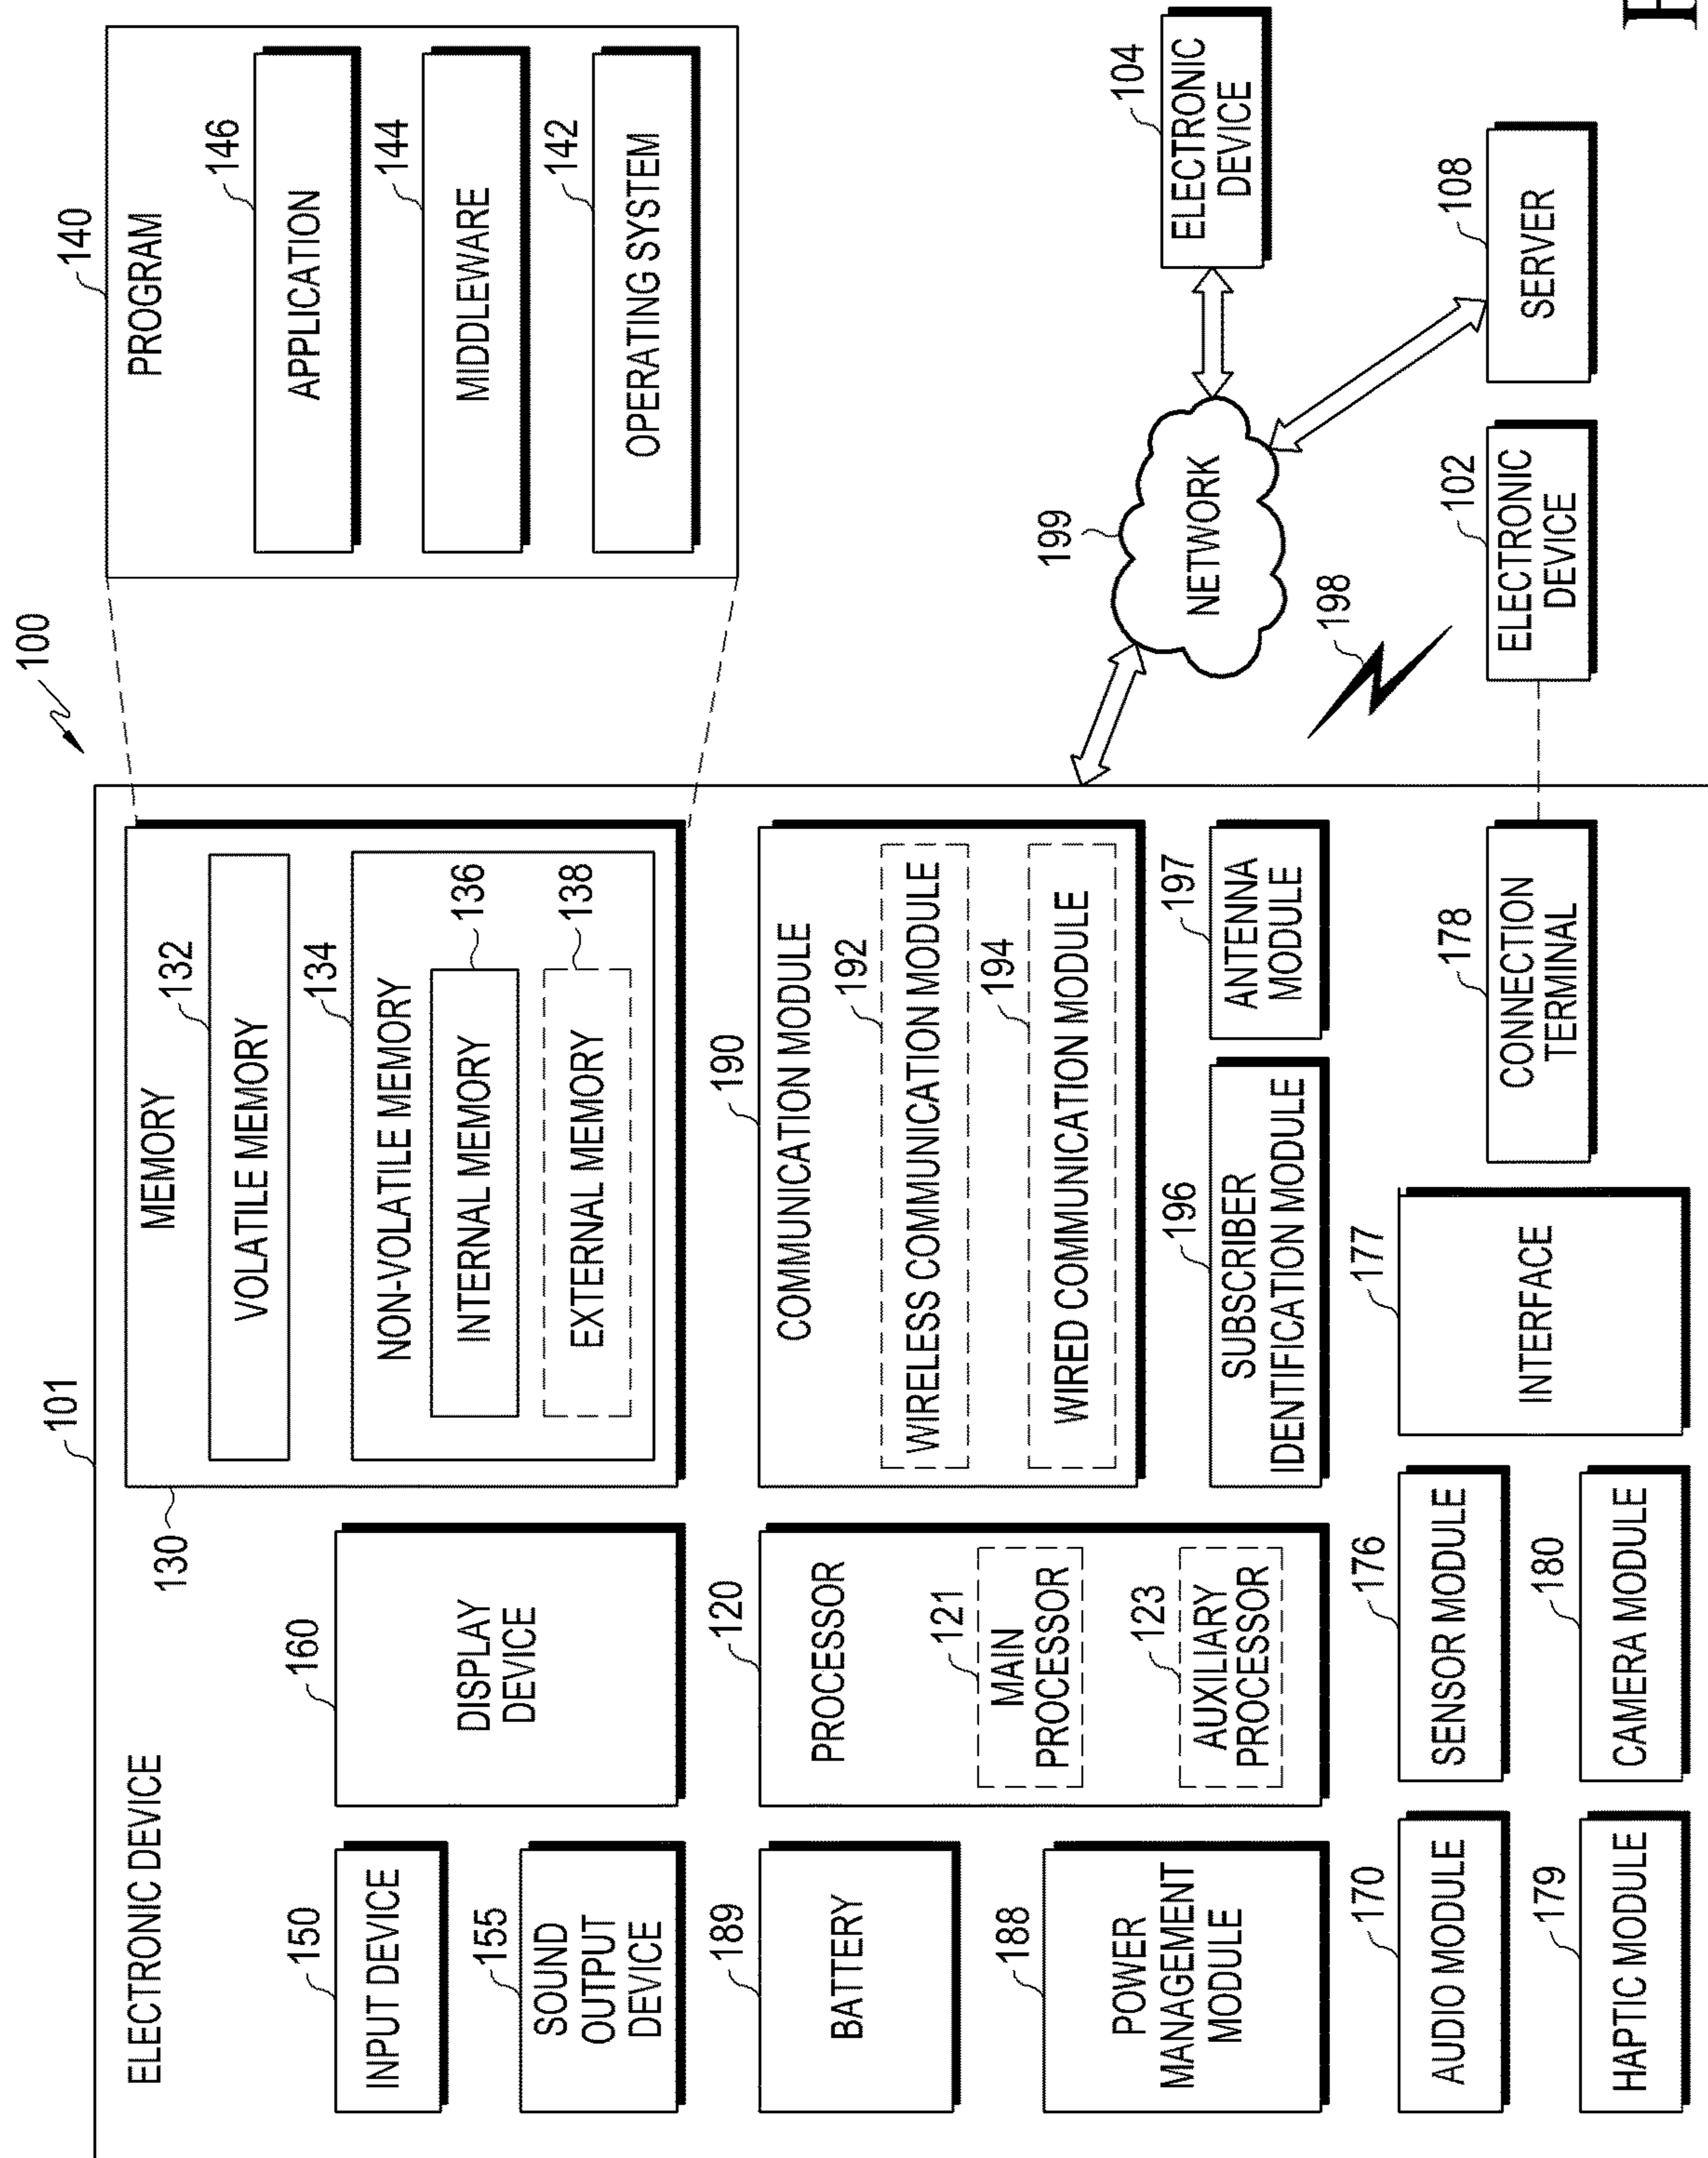 100
101
ELECTRONIC DEVICE
130
MEMORY
132
VOLATILE MEMORY
134
NON-VOLATILE MEMORY
136
INTERNAL MEMORY
138
EXTERNAL MEMORY
140
PROGRAM
146
APPLICATION
144
MIDDLEWARE
142
OPERATING SYSTEM
150
INPUT DEVICE
155
SOUND
OUTPUT
DEVICE
160
DISPLAY
DEVICE
189
BATTERY
188
POWER
MANAGEMENT
MODULE
120
PROCESSOR
121
MAIN
PROCESSOR
123
AUXILIARY
PROCESSOR
190
COMMUNICATION MODULE
192
WIRELESS COMMUNICATION MODULE
194
WIRED COMMUNICATION MODULE
196
SUBSCRIBER
IDENTIFICATION MODULE
197
ANTENNA
MODULE
199
NETWORK
104
ELECTRONIC
DEVICE
198
102
ELECTRONIC
DEVICE
108
SERVER
170
AUDIO MODULE
176
SENSOR MODULE
177
INTERFACE
178
CONNECTION
TERMINAL
179
HAPTIC MODULE
180
CAMERA MODULE